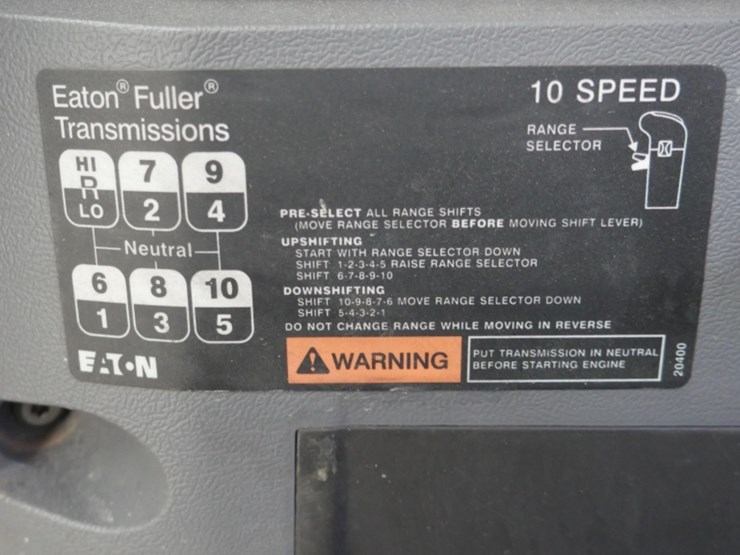 Eaton® Fuller®
Transmissions
10 SPEED
RANGE
SELECTOR
HI 7 9
R
LO 2 4
Neutral
6 8 10
1 3 5
PRE-SELECT ALL RANGE SHIFTS
(MOVE RANGE SELECTOR BEFORE MOVING SHIFT LEVER)
UPSHIFTING
START WITH RANGE SELECTOR DOWN
SHIFT 1-2-3-4-5 RAISE RANGE SELECTOR
SHIFT 6-7-8-9-10
DOWNSHIFTING
SHIFT 10-9-8-7-6 MOVE RANGE SELECTOR DOWN
SHIFT 5-4-3-2-1
DO NOT CHANGE RANGE WHILE MOVING IN REVERSE
EATON
WARNING
PUT TRANSMISSION IN NEUTRAL
BEFORE STARTING ENGINE
20400